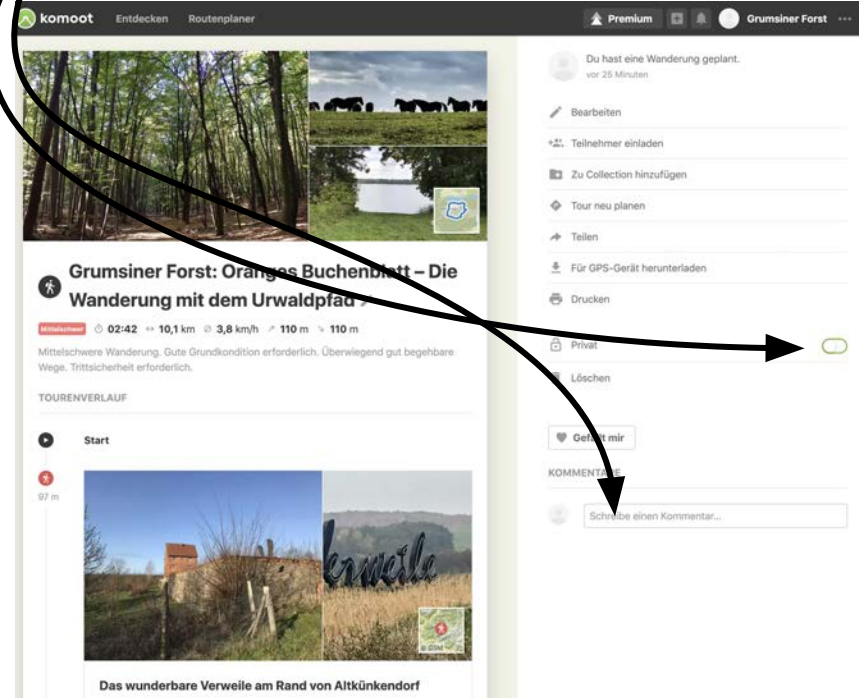 komoot Entdecken Routenplaner Premium Grumsiner Forst
Du hast eine Wanderung geplant.
vor 25 Minuten
Bearbeiten
Teilnehmer einladen
Zu Collection hinzufügen
Tour neu planen
Teilen
Für GPS-Gerät herunterladen
Drucken
Privat
Löschen
Gefällt mir
KOMMENTARE
Schreibe einen Kommentar...
Grumsiner Forst: Oranges Buchenblatt – Die
Wanderung mit dem Urwaldpfad
Mittelschwer 02:42 10,1 km 3,8 km/h 110 m 110 m
Mittelschwere Wanderung. Gute Grundkondition erforderlich. Überwiegend gut begehbare
Wege. Trittsicherheit erforderlich.
TOURENVERLAUF
Start
97 m
erweile
© OSM
Das wunderbare Verweile am Rand von Altkünkendorf